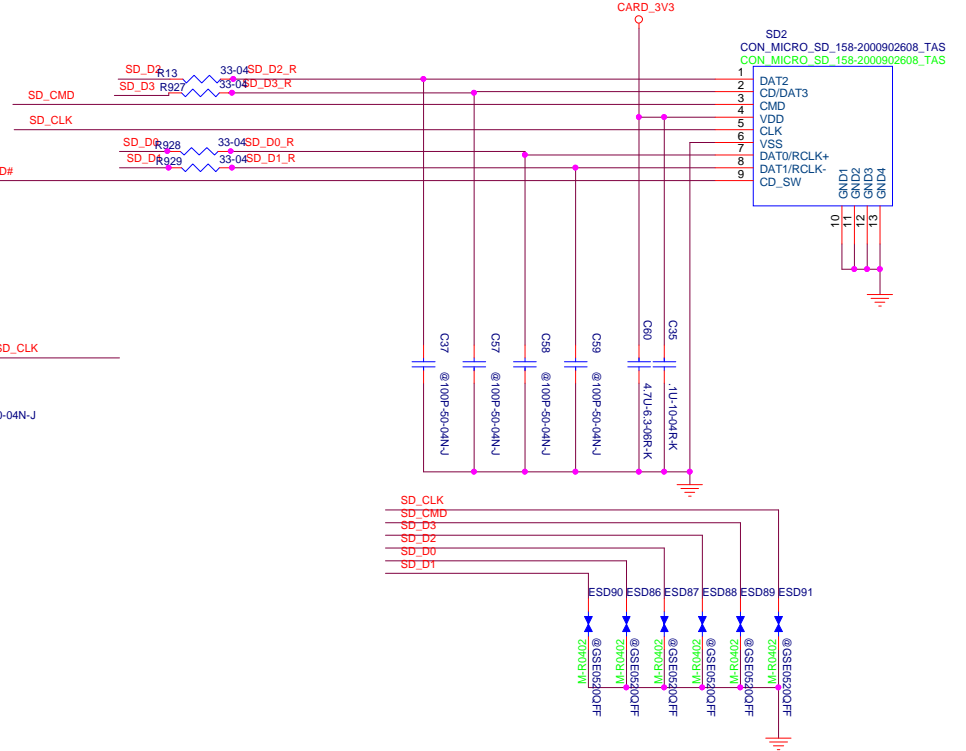 CARD_3V3
SD2
CON_MICRO_SD_158-2000902608_TAS
CON_MICRO_SD_158-2000902608_TAS
SD_D2 R13 33-04 SD_D2_R
SD_D3 R927 33-04 SD_D3_R
SD_CMD
SD_CLK
SD_D0 R928 33-04 SD_D0_R
SD_D1 R929 33-04 SD_D1_R
D#
1 DAT2
2 CD/DAT3
3 CMD
4 VDD
5 CLK
6 VSS
7 DAT0/RCLK+
8 DAT1/RCLK-
9 CD_SW
GND1 GND2 GND3 GND4
10 11 12 13
SD_CLK
0-04N-J
C37 @100P-50-04N-J
C57 @100P-50-04N-J
C58 @100P-50-04N-J
C59 @100P-50-04N-J
C60 4.7U-6.3-06R-K
C35 .1U-10-04R-K
SD_CLK
SD_CMD
SD_D3
SD_D2
SD_D0
SD_D1
ESD90 ESD86 ESD87 ESD88 ESD89 ESD91
M-R0402 @GSE0520QFF
M-R0402 @GSE0520QFF
M-R0402 @GSE0520QFF
M-R0402 @GSE0520QFF
M-R0402 @GSE0520QFF
M-R0402 @GSE0520QFF